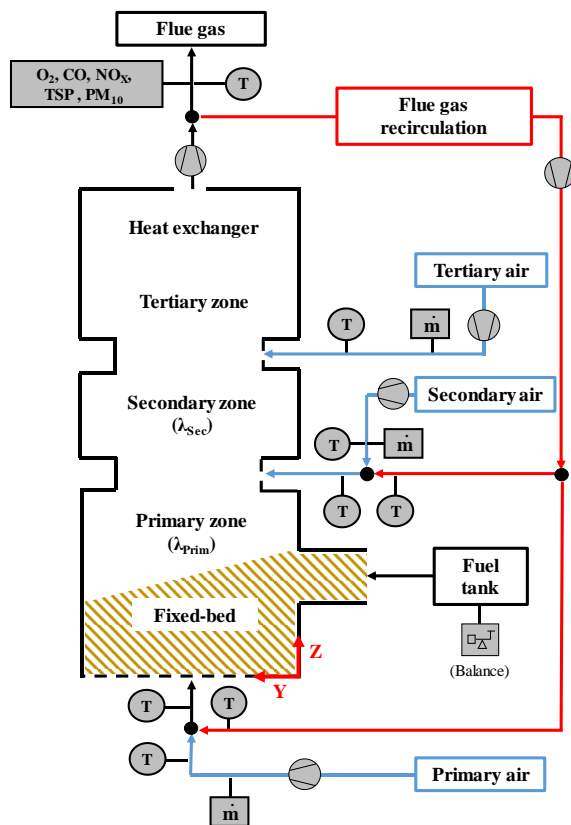 Flue gas
O₂, CO, NOₓ,
TSP , PM₁₀
T
Flue gas
recirculation
Heat exchanger
Tertiary air
Tertiary zone
T
ṁ
Secondary zone
(λSec)
Secondary air
T
ṁ
T
T
Primary zone
(λPrim)
Fuel
tank
Fixed-bed
Z
Y
(Balance)
T
T
T
Primary air
ṁ